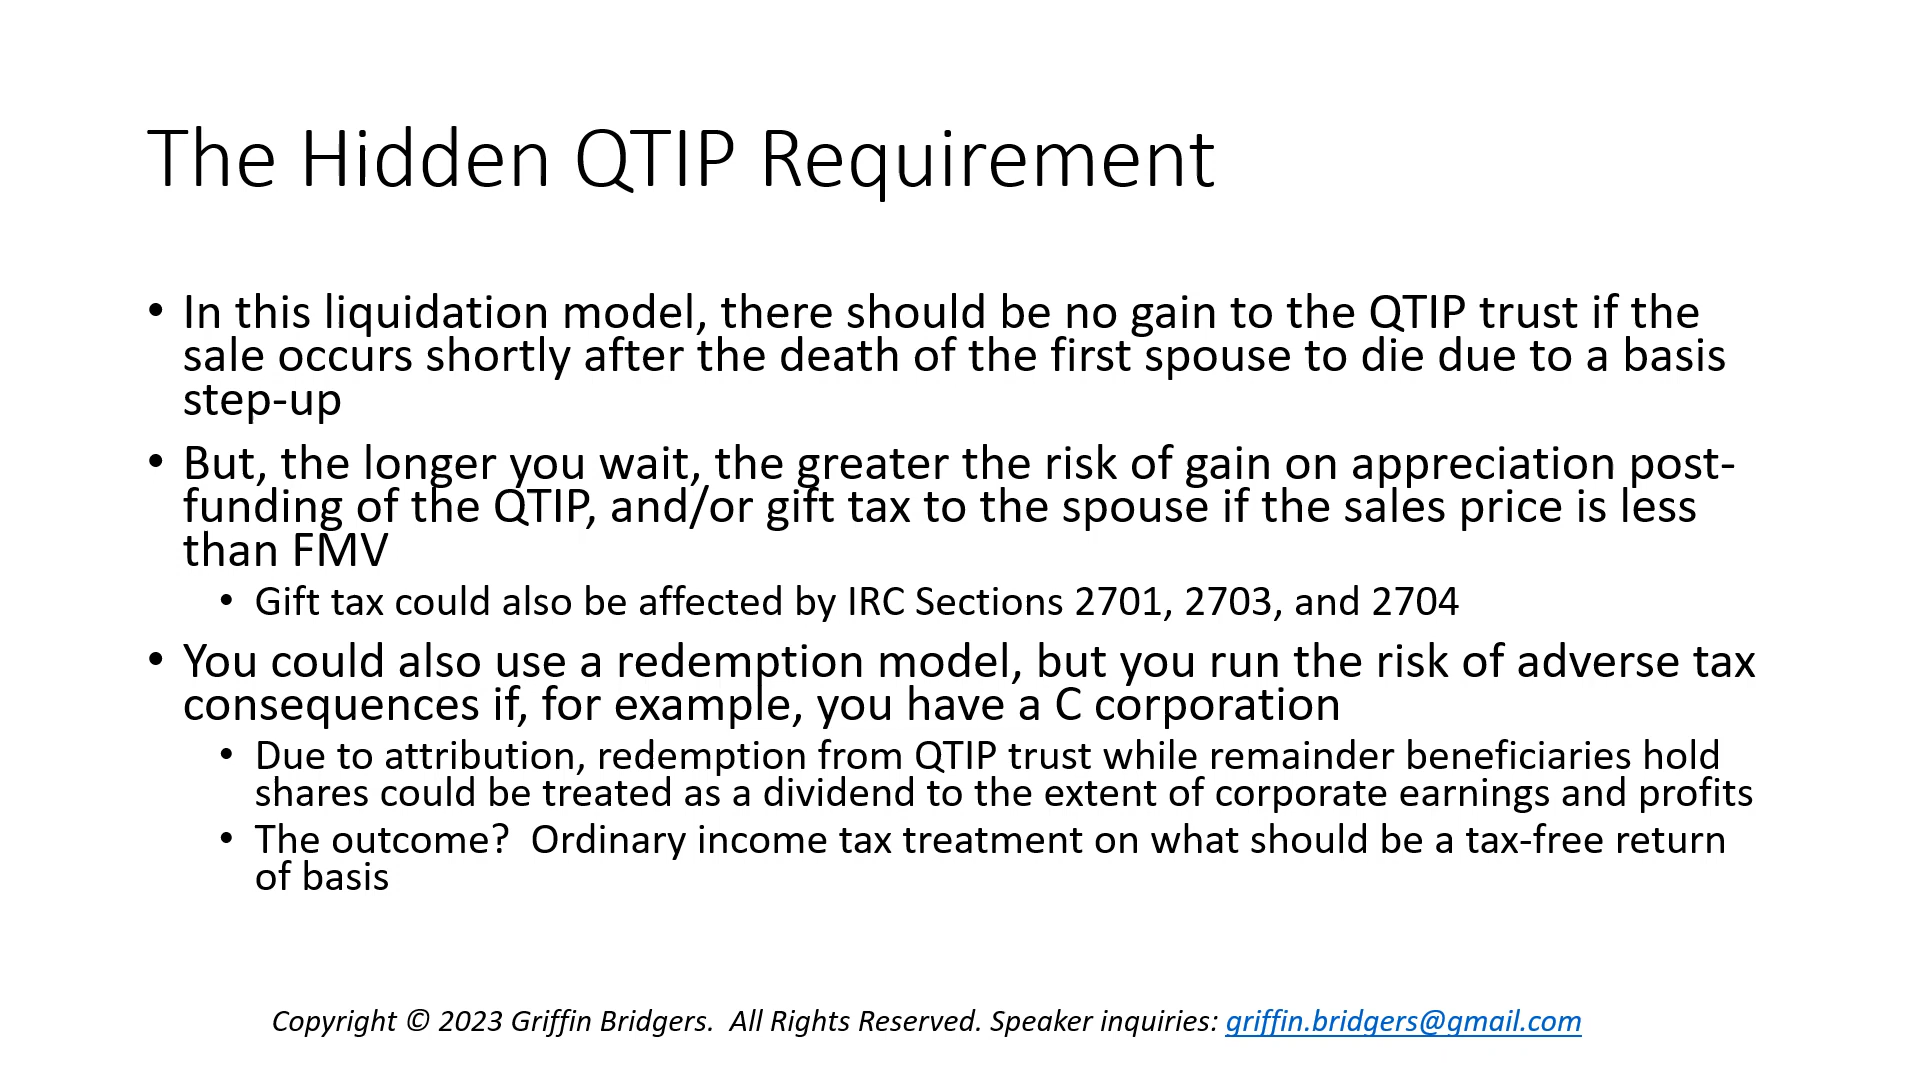 The Hidden QTIP Requirement
• In this liquidation model, there should be no gain to the QTIP trust if the
sale occurs shortly after the death of the first spouse to die due to a basis
step-up
• But, the longer you wait, the greater the risk of gain on appreciation post-
funding of the QTIP, and/or gift tax to the spouse if the sales price is less
than FMV
• Gift tax could also be affected by IRC Sections 2701, 2703, and 2704
• You could also use a redemption model, but you run the risk of adverse tax
consequences if, for example, you have a C corporation
• Due to attribution, redemption from QTIP trust while remainder beneficiaries hold
shares could be treated as a dividend to the extent of corporate earnings and profits
• The outcome?  Ordinary income tax treatment on what should be a tax-free return
of basis
Copyright © 2023 Griffin Bridgers.  All Rights Reserved. Speaker inquiries: griffin.bridgers@gmail.com